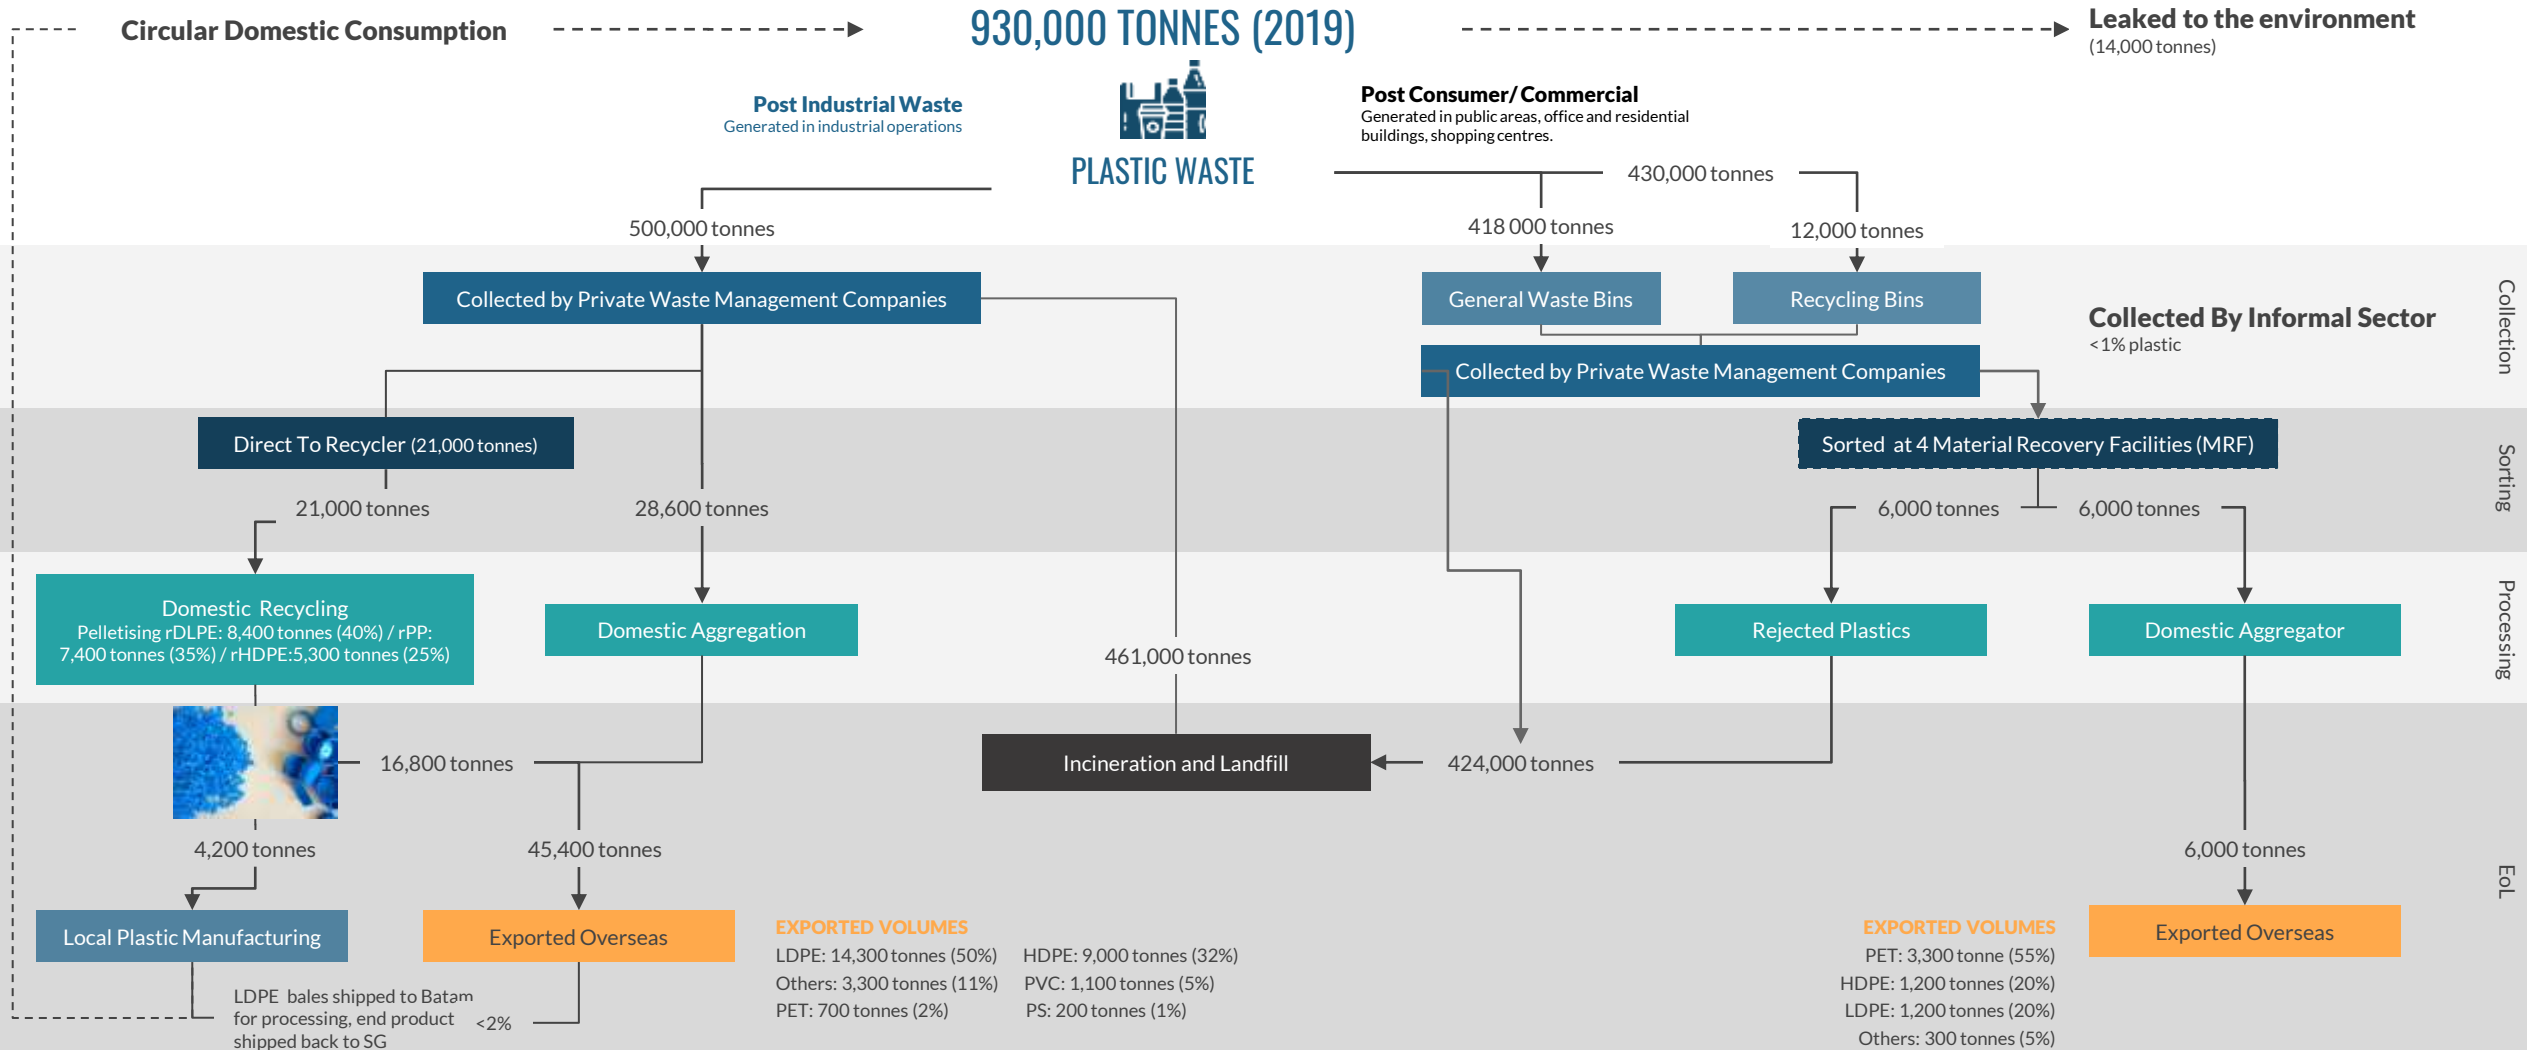 Circular Domestic Consumption
930,000 TONNES (2019)
Leaked to the environment
(14,000 tonnes)
Post Industrial Waste
Generated in industrial operations
Post Consumer/ Commercial
Generated in public areas, office and residential
buildings, shopping centres.
PLASTIC WASTE
430,000 tonnes
500,000 tonnes
418 000 tonnes
12,000 tonnes
Collected by Private Waste Management Companies
General Waste Bins
Recycling Bins
Collected By Informal Sector
<1% plastic
Collection
Collected by Private Waste Management Companies
Direct To Recycler (21,000 tonnes)
Sorted at 4 Material Recovery Facilities (MRF)
Sorting
21,000 tonnes
28,600 tonnes
6,000 tonnes
6,000 tonnes
Domestic Recycling
Pelletising rDLPE: 8,400 tonnes (40%) / rPP:
7,400 tonnes (35%) / rHDPE:5,300 tonnes (25%)
Domestic Aggregation
Rejected Plastics
Domestic Aggregator
Processing
461,000 tonnes
16,800 tonnes
Incineration and Landfill
424,000 tonnes
4,200 tonnes
45,400 tonnes
6,000 tonnes
EoL
Local Plastic Manufacturing
Exported Overseas
EXPORTED VOLUMES
LDPE: 14,300 tonnes (50%)
HDPE: 9,000 tonnes (32%)
Others: 3,300 tonnes (11%)
PVC: 1,100 tonnes (5%)
PET: 700 tonnes (2%)
PS: 200 tonnes (1%)
EXPORTED VOLUMES
PET: 3,300 tonne (55%)
HDPE: 1,200 tonnes (20%)
LDPE: 1,200 tonnes (20%)
Others: 300 tonnes (5%)
Exported Overseas
LDPE bales shipped to Batam
for processing, end product
shipped back to SG
<2%